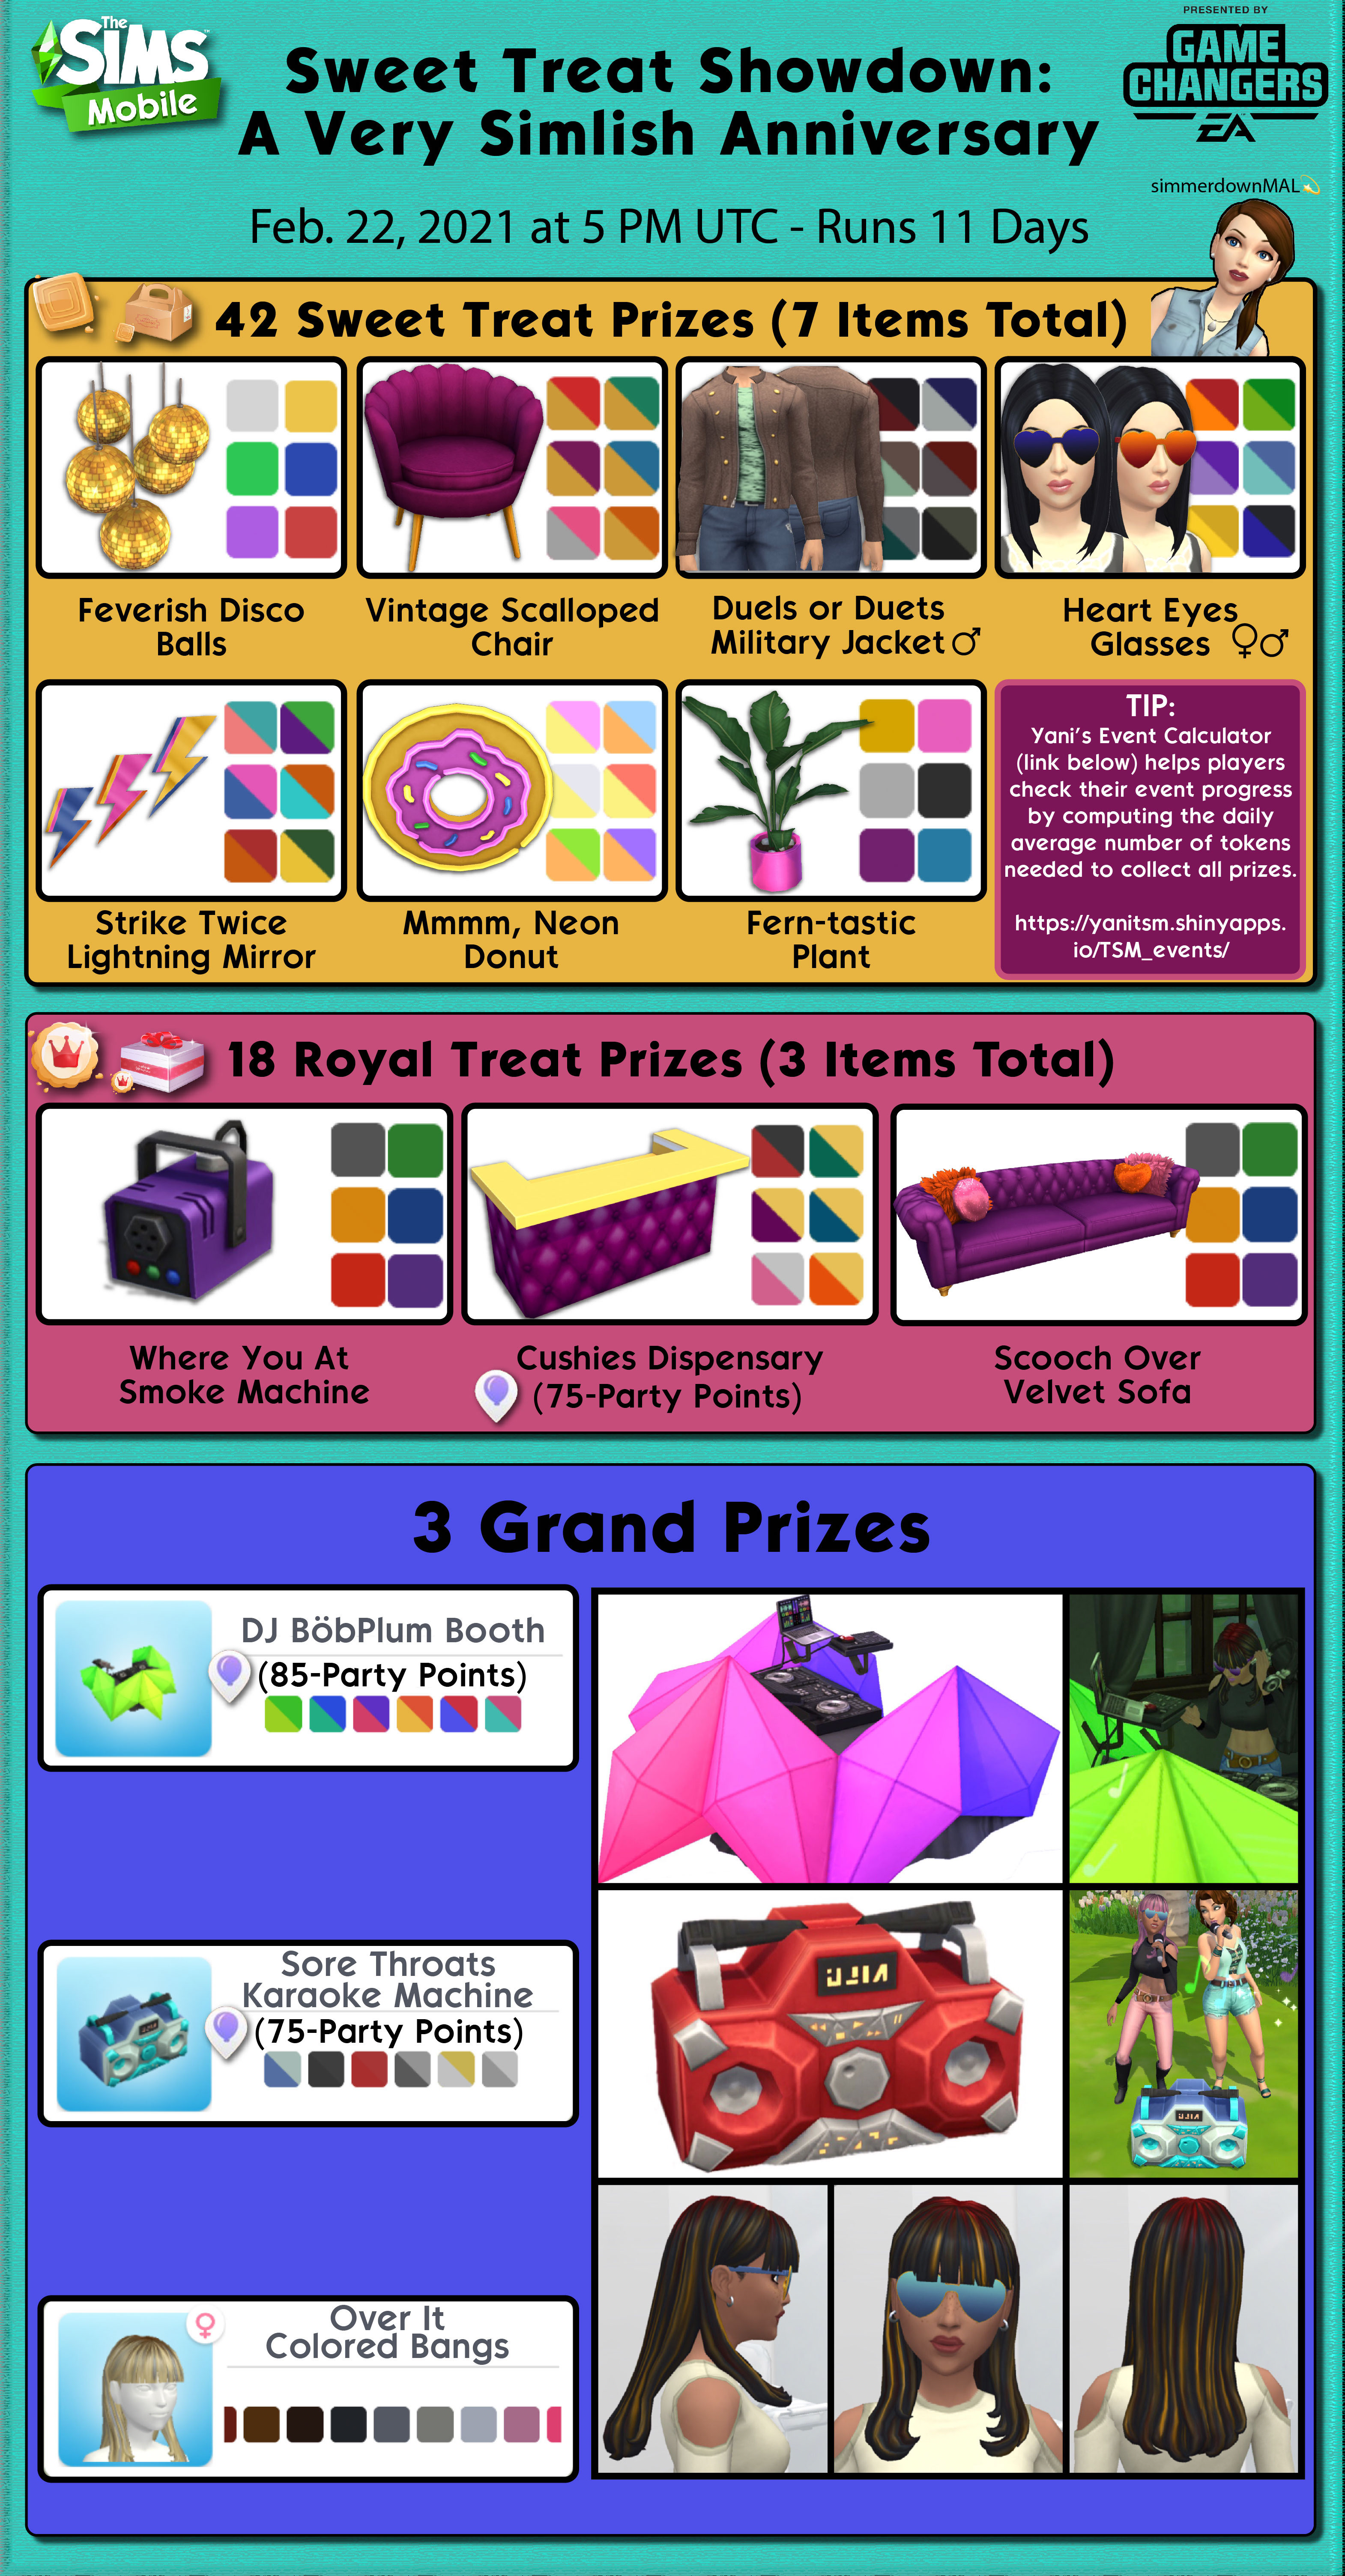 The
SiMS
Mobile
PRESENTED BY
GAME
CHANGERS
EA
Sweet Treat Showdown:
A Very Simlish Anniversary
simmerdownMAL
Feb. 22, 2021 at 5 PM UTC - Runs 11 Days
42 Sweet Treat Prizes (7 Items Total)
Feverish Disco
Balls
Vintage Scalloped
Chair
Duels or Duets
Military Jacket ♂
Heart Eyes
Glasses ♀♂
Strike Twice
Lightning Mirror
Mmmm, Neon
Donut
Fern-tastic
Plant
TIP:
Yani's Event Calculator
(link below) helps players
check their event progress
by computing the daily
average number of tokens
needed to collect all prizes.
https://yanitsm.shinyapps.
io/TSM_events/
18 Royal Treat Prizes (3 Items Total)
Where You At
Smoke Machine
Cushies Dispensary
(75-Party Points)
Scooch Over
Velvet Sofa
3 Grand Prizes
DJ BöbPlum Booth
(85-Party Points)
Sore Throats
Karaoke Machine
(75-Party Points)
Over It
Colored Bangs